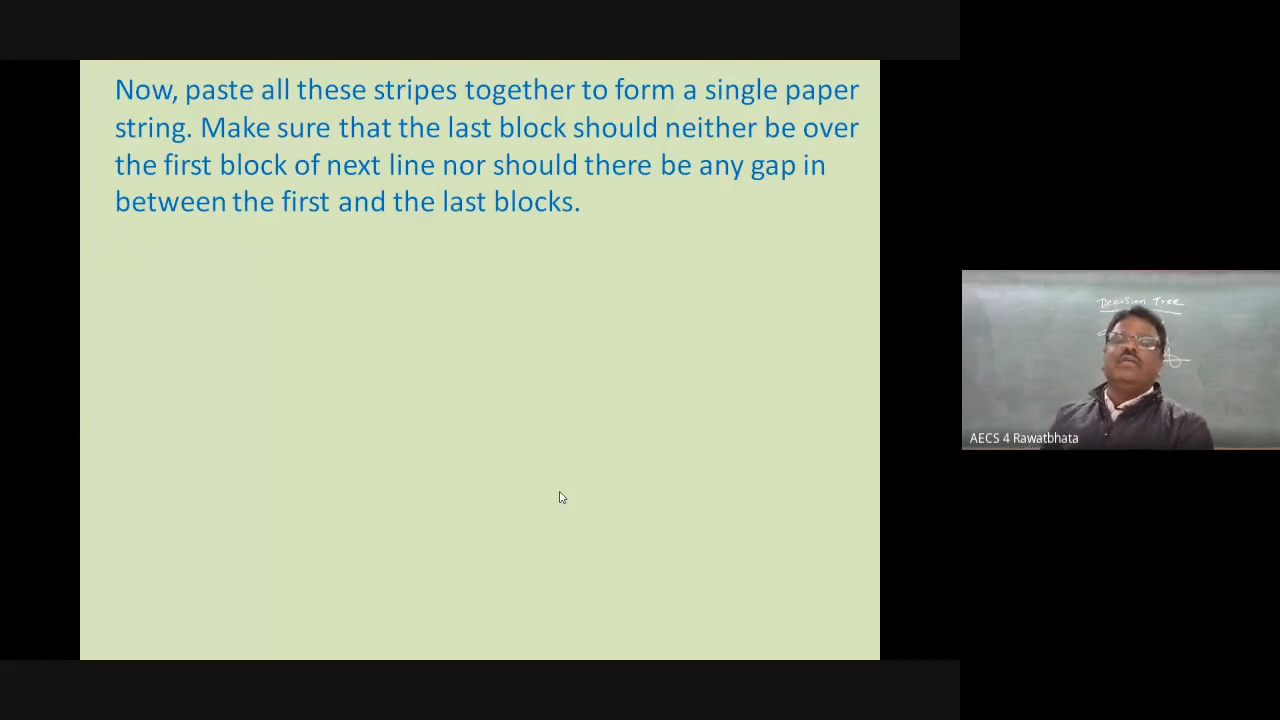 Now, paste all these stripes together to form a single paper
string. Make sure that the last block should neither be over
the first block of next line nor should there be any gap in
between the first and the last blocks.
Decision Tree
AECS 4 Rawatbhata